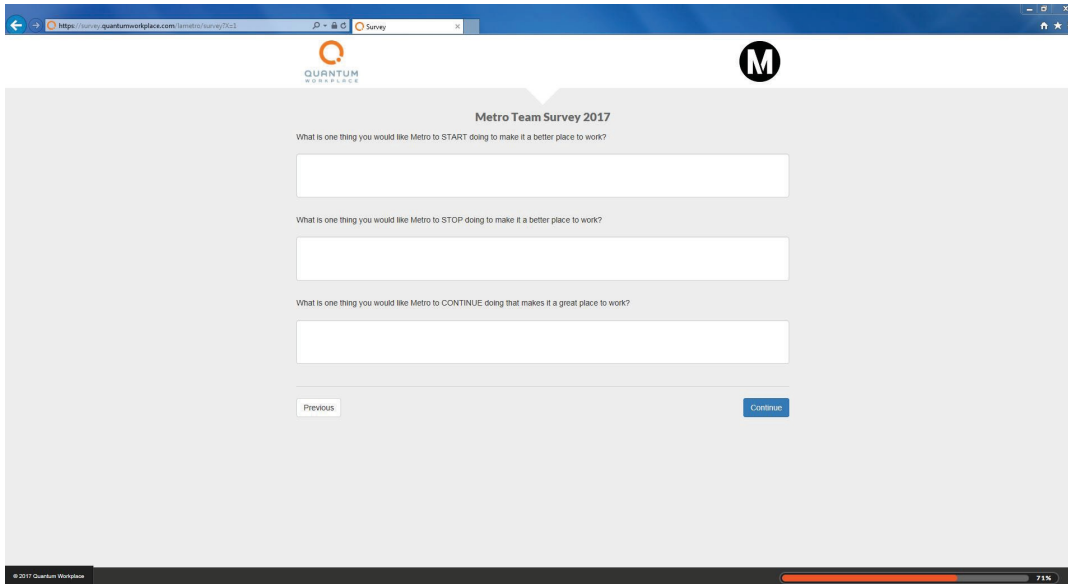 https://survey.quantumworkplace.com/lametro/survey?X=1
Survey
QUANTUM
WORKPLACE
M
Metro Team Survey 2017
What is one thing you would like Metro to START doing to make it a better place to work?
What is one thing you would like Metro to STOP doing to make it a better place to work?
What is one thing you would like Metro to CONTINUE doing that makes it a great place to work?
Previous
Continue
© 2017 Quantum Workplace
71%